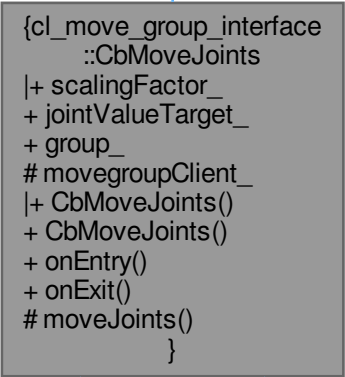 {cl_move_group_interface
::CbMoveJoints
|+ scalingFactor_
+ jointValueTarget_
+ group_
# movegroupClient_
|+ CbMoveJoints()
+ CbMoveJoints()
+ onEntry()
+ onExit()
# moveJoints()
}